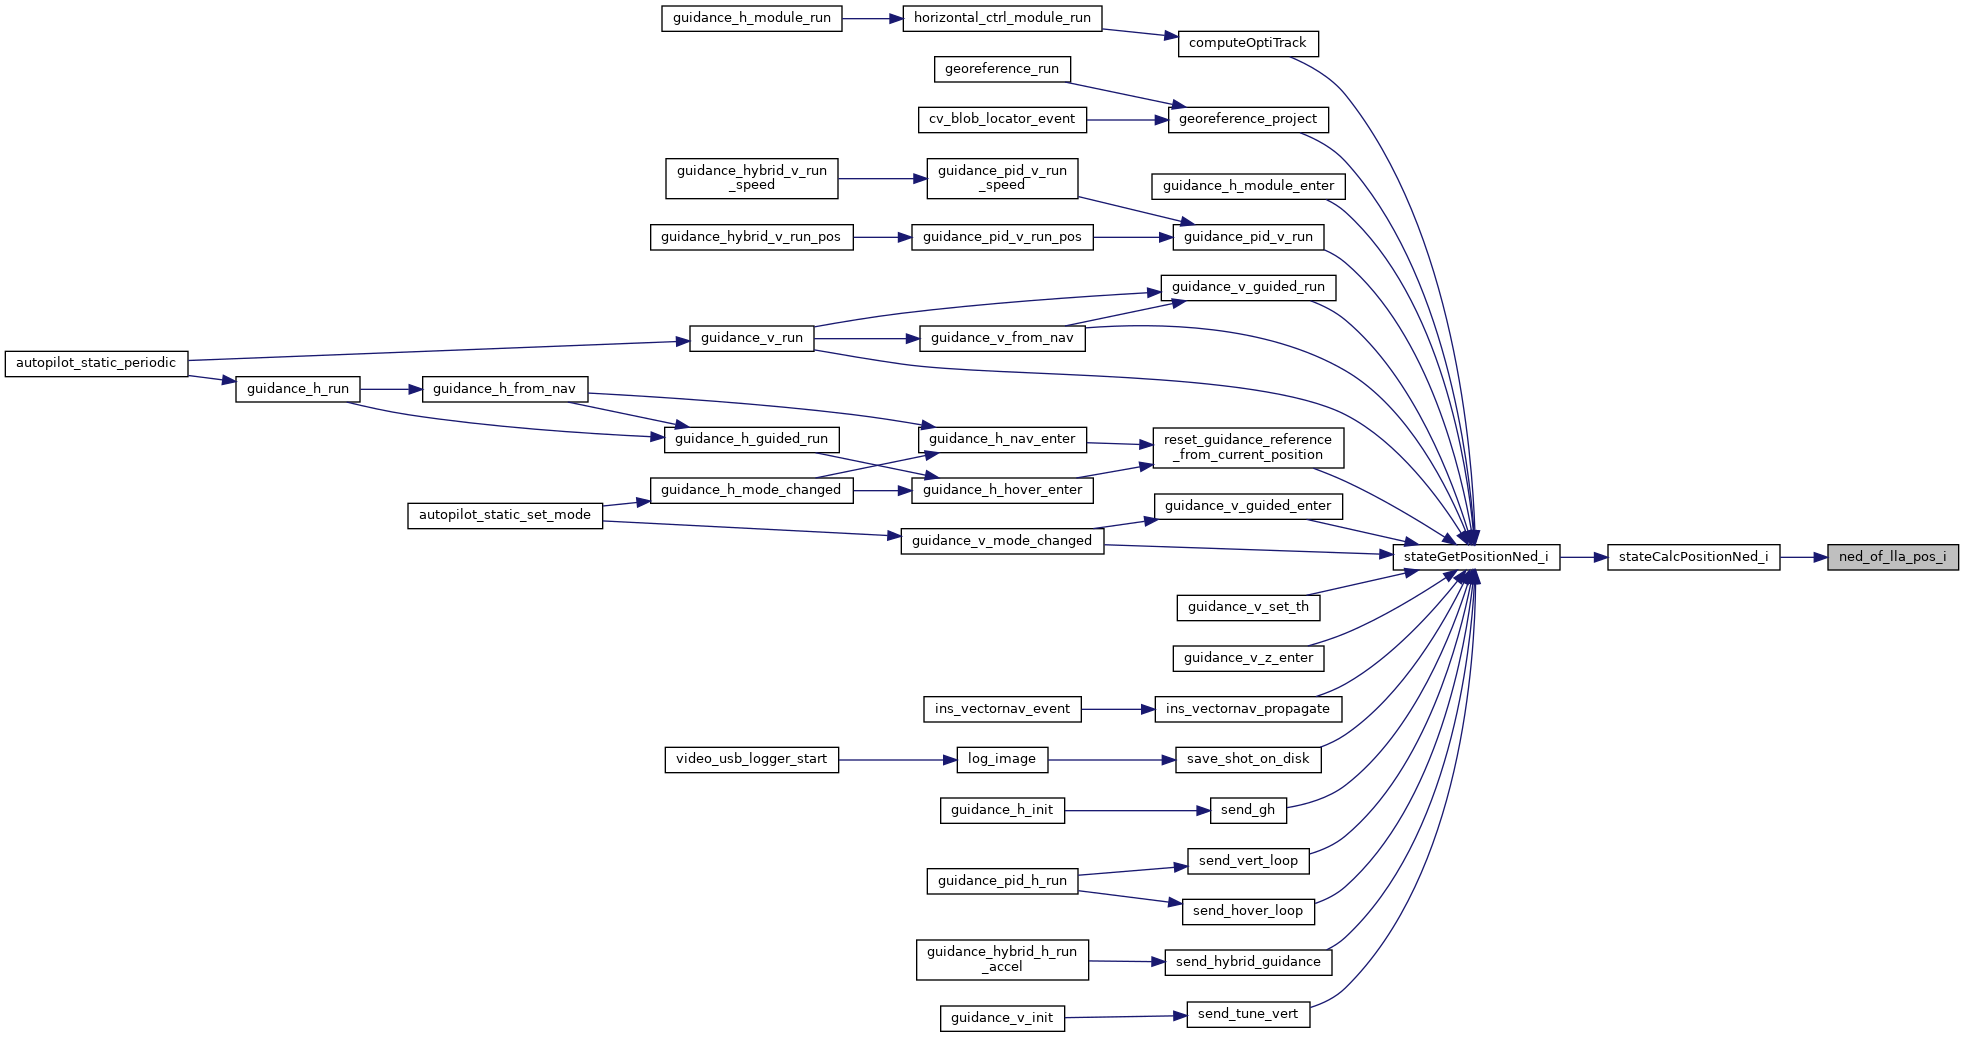 guidance_h_module_run
horizontal_ctrl_module_run
computeOptiTrack
georeference_run
cv_blob_locator_event
georeference_project
guidance_hybrid_v_run
_speed
guidance_pid_v_run
_speed
guidance_h_module_enter
guidance_hybrid_v_run_pos
guidance_pid_v_run_pos
guidance_pid_v_run
guidance_v_guided_run
guidance_v_run
guidance_v_from_nav
autopilot_static_periodic
guidance_h_run
guidance_h_from_nav
guidance_h_guided_run
guidance_h_nav_enter
reset_guidance_reference
_from_current_position
guidance_h_mode_changed
guidance_h_hover_enter
autopilot_static_set_mode
guidance_v_guided_enter
guidance_v_mode_changed
stateGetPositionNed_i
stateCalcPositionNed_i
ned_of_lla_pos_i
guidance_v_set_th
guidance_v_z_enter
ins_vectornav_event
ins_vectornav_propagate
video_usb_logger_start
log_image
save_shot_on_disk
guidance_h_init
send_gh
send_vert_loop
guidance_pid_h_run
send_hover_loop
guidance_hybrid_h_run
_accel
send_hybrid_guidance
guidance_v_init
send_tune_vert